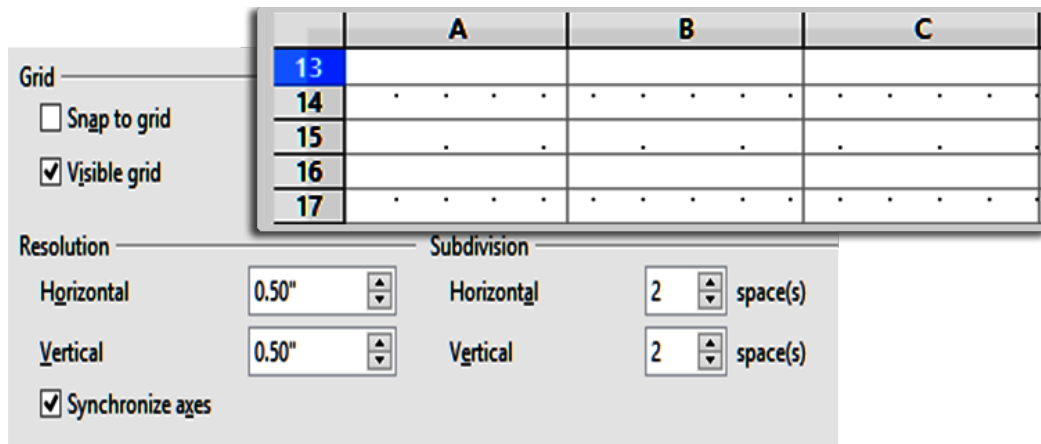 A B C
13
14
15
16
17
Grid
Snap to grid
Visible grid
Resolution
Subdivision
Horizontal 0.50" Horizontal 2 space(s)
Vertical 0.50" Vertical 2 space(s)
Synchronize axes